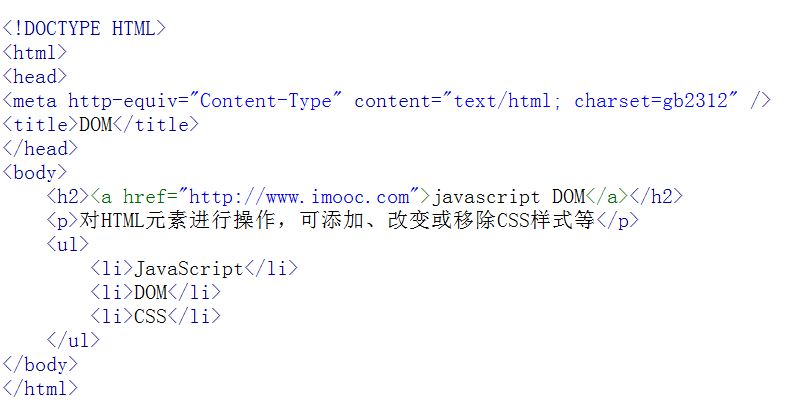 <!DOCTYPE HTML>
<html>
<head>
<meta http-equiv="Content-Type" content="text/html; charset=gb2312" />
<title>DOM</title>
</head>
<body>
    <h2><a href="http://www.imooc.com">javascript DOM</a></h2>
    <p>对HTML元素进行操作，可添加、改变或移除CSS样式等</p>
    <ul>
        <li>JavaScript</li>
        <li>DOM</li>
        <li>CSS</li>
    </ul>
</body>
</html>